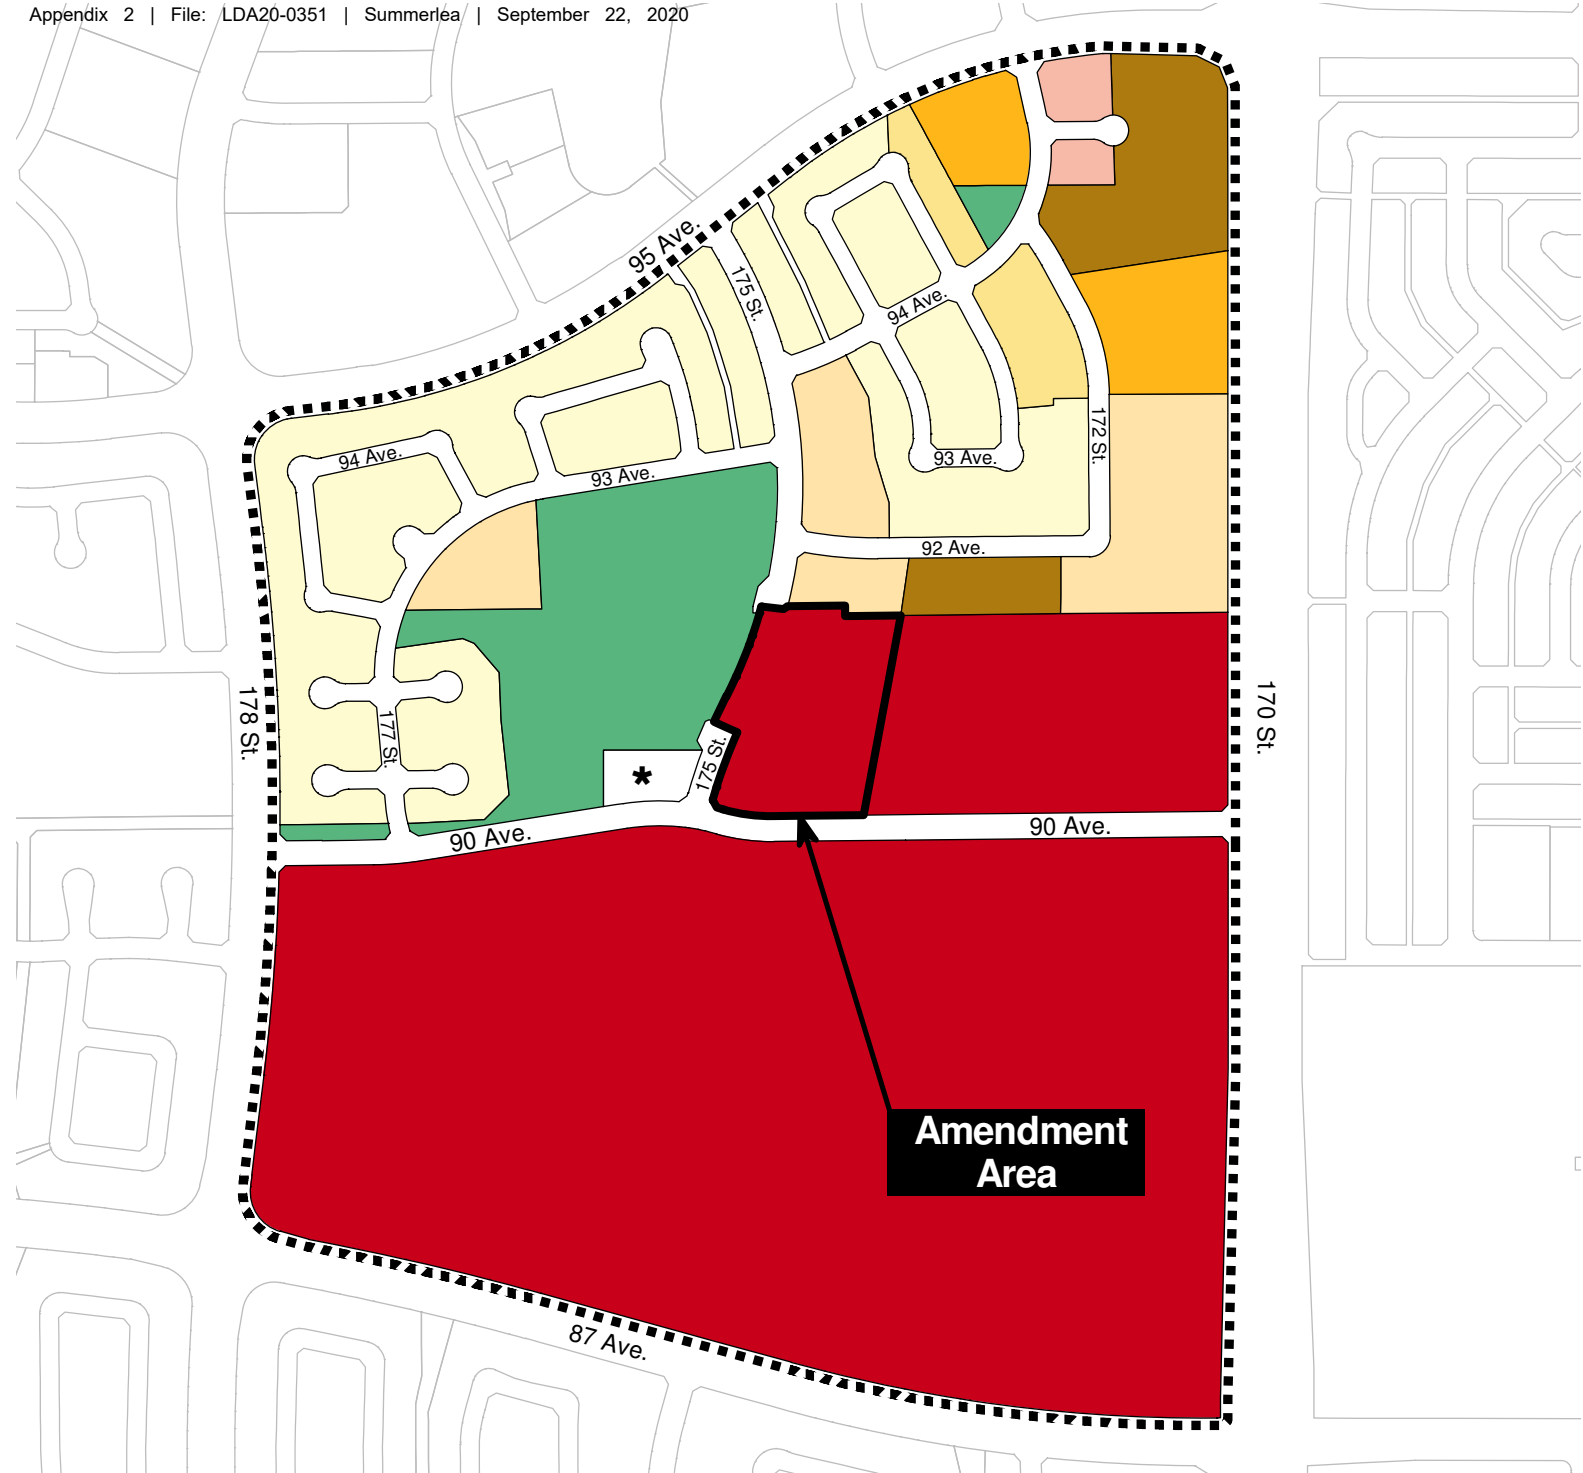 Appendix 2 | File: LDA20-0351 | Summerlea | September 22, 2020
95 Ave.
175 St.
94 Ave.
172 St.
94 Ave.
93 Ave.
93 Ave.
92 Ave.
178 St.
177 St.
175 St.
170 St.
*
90 Ave.
90 Ave.
Amendment
Area
87 Ave.